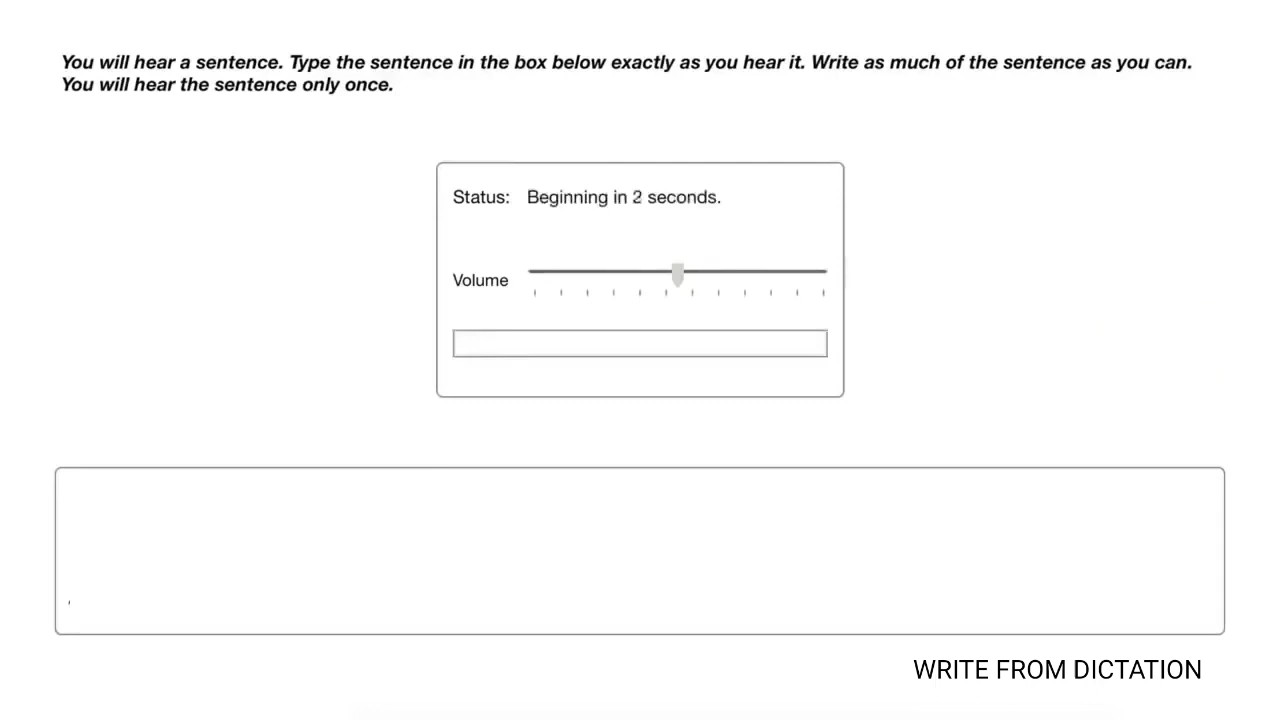 You will hear a sentence. Type the sentence in the box below exactly as you hear it. Write as much of the sentence as you can.
You will hear the sentence only once.
Status: Beginning in 2 seconds.
Volume
WRITE FROM DICTATION